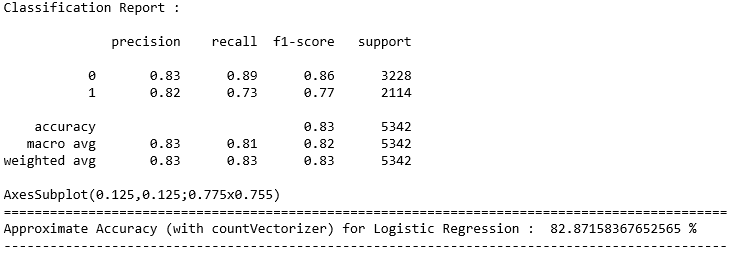 Classification Report :
precision recall f1-score support
0 0.83 0.89 0.86 3228
1 0.82 0.73 0.77 2114
accuracy 0.83 5342
macro avg 0.83 0.81 0.82 5342
weighted avg 0.83 0.83 0.83 5342
AxesSubplot(0.125,0.125;0.775x0.755)
================================================================================================
Approximate Accuracy (with countVectorizer) for Logistic Regression : 82.87158367652565 %
------------------------------------------------------------------------------------------------